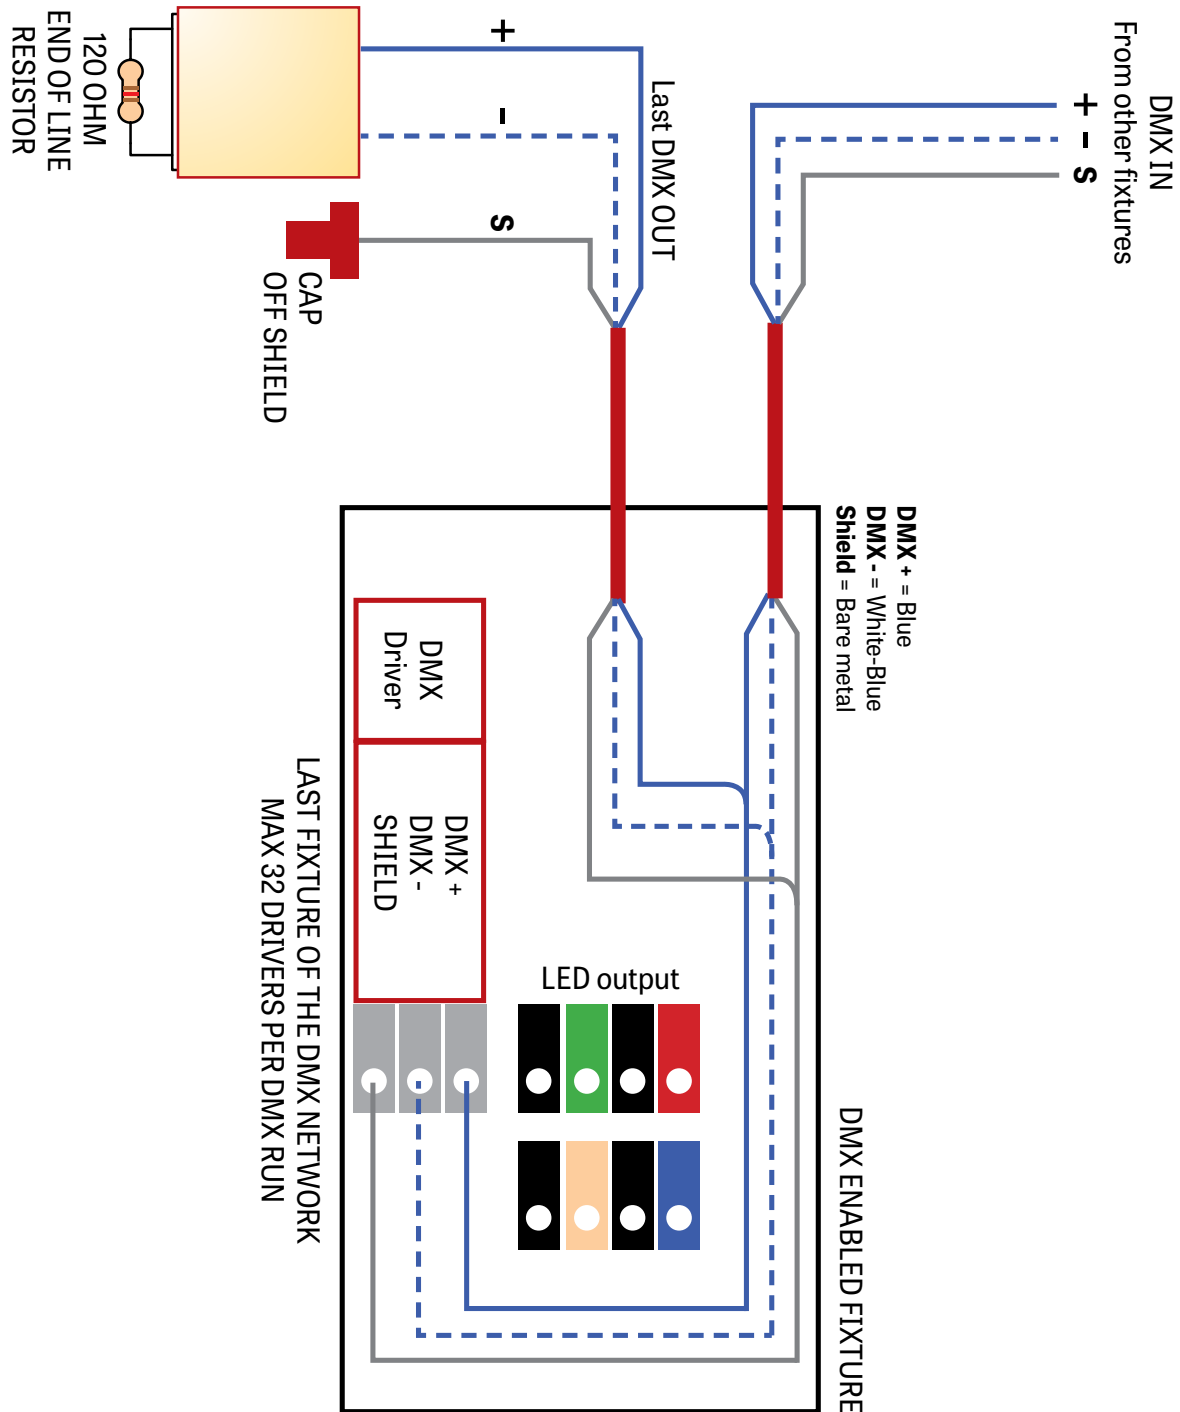 DMX IN
From other fixtures
+
-
S
Last DMX OUT
+
-
S
120 OHM
END OF LINE
RESISTOR
CAP
OFF SHIELD
DMX + = Blue
DMX - = White-Blue
Shield = Bare metal
DMX ENABLED FIXTURE
LED output
DMX
Driver
DMX +
DMX -
SHIELD
LAST FIXTURE OF THE DMX NETWORK
MAX 32 DRIVERS PER DMX RUN